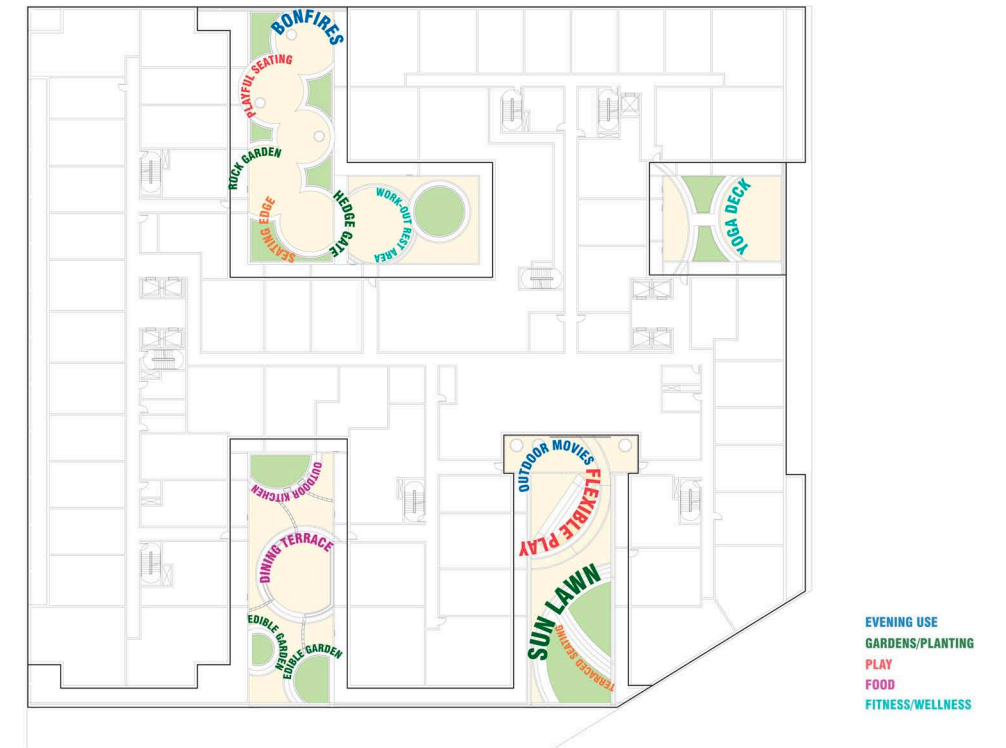 BONFIRES
PLAYFUL SEATING
ROCK GARDEN
HEDGE GATE
SEATING EDGE
WORK-OUT REST AREA
YOGA DECK
OUTDOOR MOVIES
FLEXIBLE PLAY
OUTDOOR KITCHEN
DINING TERRACE
SUN LAWN
TERRACED SEATING
EDIBLE GARDEN
EDIBLE GARDEN
EVENING USE
GARDENS/PLANTING
PLAY
FOOD
FITNESS/WELLNESS